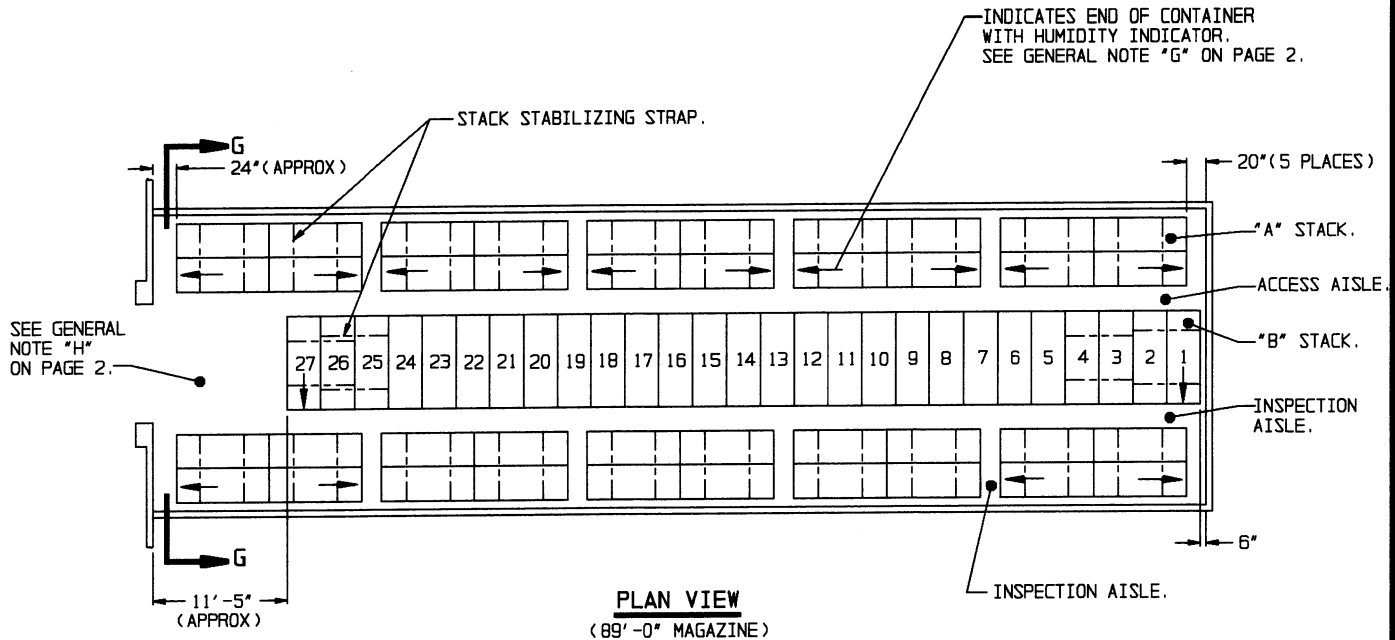 INDICATES END OF CONTAINER
WITH HUMIDITY INDICATOR.
SEE GENERAL NOTE "G" ON PAGE 2.
STACK STABILIZING STRAP.
G
24"(APPROX)
20"(5 PLACES)
"A" STACK.
ACCESS AISLE.
SEE GENERAL
NOTE "H"
ON PAGE 2.
27 26 25 24 23 22 21 20 19 18 17 16 15 14 13 12 11 10 9 8 7 6 5 4 3 2 1
"B" STACK.
INSPECTION
AISLE.
G
6"
11'-5"
(APPROX)
INSPECTION AISLE.
PLAN VIEW
(89'-0" MAGAZINE)